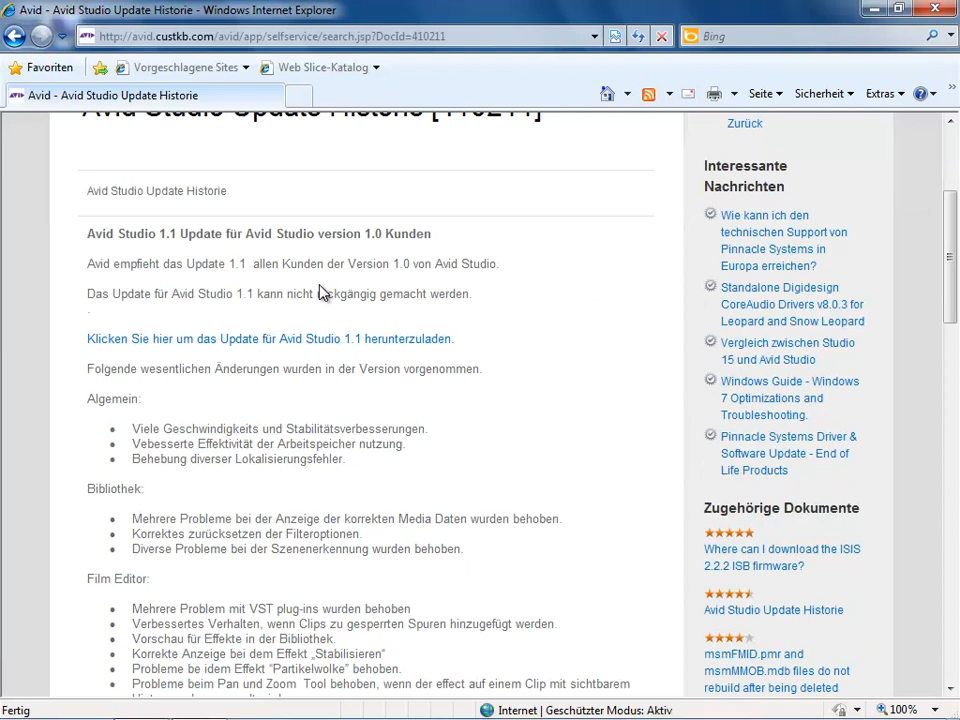 Avid - Avid Studio Update Historie - Windows Internet Explorer
http://avid.custkb.com/avid/app/selfservice/search.jsp?DocId=410211
Bing
Favoriten
Vorgeschlagene Sites
Web Slice-Katalog
Avid - Avid Studio Update Historie
Seite
Sicherheit
Extras
Avid Studio Update Historie [410211]
Avid Studio Update Historie
Avid Studio 1.1 Update für Avid Studio version 1.0 Kunden
Avid empfieht das Update 1.1 allen Kunden der Version 1.0 von Avid Studio.
Das Update für Avid Studio 1.1 kann nicht rückgängig gemacht werden.
.
Klicken Sie hier um das Update für Avid Studio 1.1 herunterzuladen.
Folgende wesentlichen Änderungen wurden in der Version vorgenommen.
Algemein:
Viele Geschwindigkeits und Stabilitätsverbesserungen.
Vebesserte Effektivität der Arbeitspeicher nutzung.
Behebung diverser Lokalisierungsfehler.
Bibliothek:
Mehrere Probleme bei der Anzeige der korrekten Media Daten wurden behoben.
Korrektes zurücksetzen der Filteroptionen.
Diverse Probleme bei der Szenenerkennung wurden behoben.
Film Editor:
Mehrere Problem mit VST plug-ins wurden behoben
Verbessertes Verhalten, wenn Clips zu gesperrten Spuren hinzugefügt werden.
Vorschau für Effekte in der Bibliothek.
Korrekte Anzeige bei dem Effekt „Stabilisieren“
Probleme be idem Effekt “Partikelwolke” behoben.
Probleme beim Pan und Zoom Tool behoben, wenn der effect auf einem Clip mit sichtbarem
Zurück
Interessante
Nachrichten
Wie kann ich den
technischen Support von
Pinnacle Systems in
Europa erreichen?
Standalone Digidesign
CoreAudio Drivers v8.0.3 for
Leopard and Snow Leopard
Vergleich zwischen Studio
15 und Avid Studio
Windows Guide - Windows
7 Optimizations and
Troubleshooting.
Pinnacle Systems Driver &
Software Update - End of
Life Products
Zugehörige Dokumente
Where can I download the ISIS
2.2.2 ISB firmware?
Avid Studio Update Historie
msmFMID.pmr and
msmMMOB.mdb files do not
rebuild after being deleted
Fertig
Internet | Geschützter Modus: Aktiv
100%